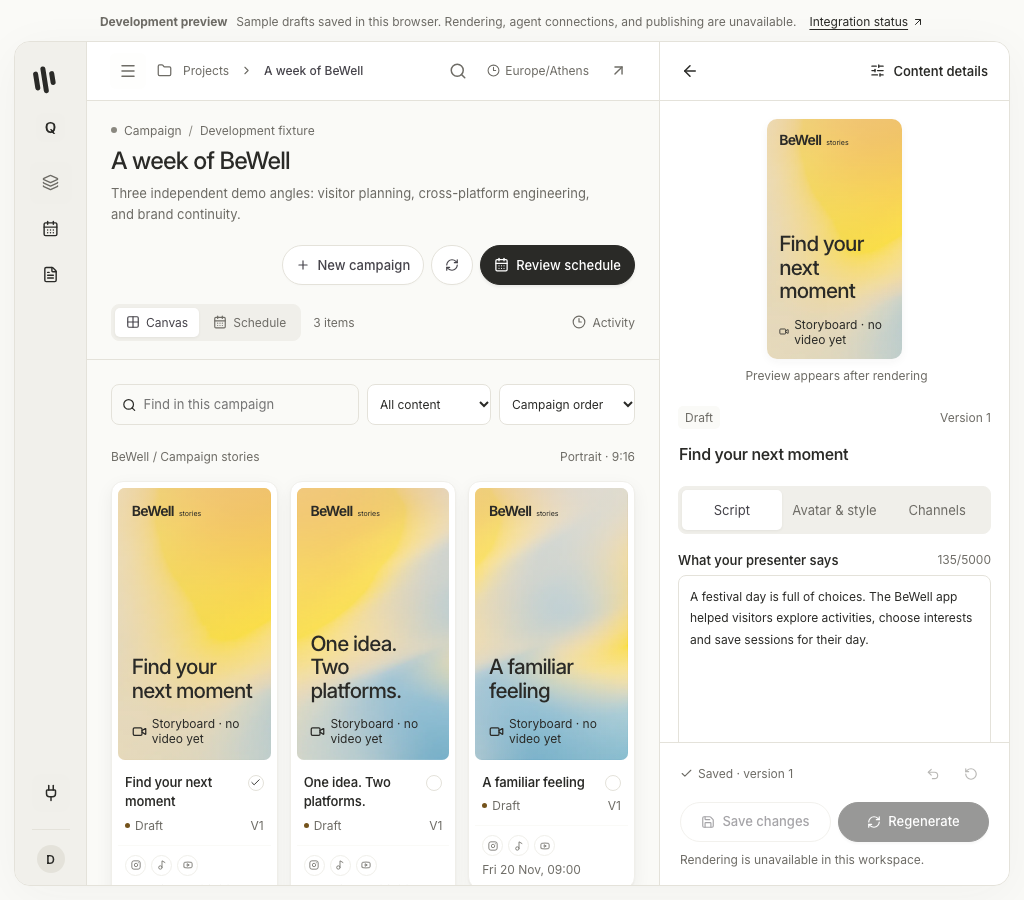 Development preview Sample drafts saved in this browser. Rendering, agent connections, and publishing are unavailable. Integration status
Q
D
Projects A week of BeWell
Europe/Athens
Campaign / Development fixture
A week of BeWell
Three independent demo angles: visitor planning, cross-platform engineering,
and brand continuity.
New campaign
Review schedule
Canvas
Schedule
3 items
Activity
Find in this campaign
All content
Campaign order
BeWell / Campaign stories
Portrait · 9:16
BeWell stories
Find your
next moment
Storyboard · no
video yet
Find your next
moment
Draft
V1
BeWell stories
One idea.
Two
platforms.
Storyboard · no
video yet
One idea. Two
platforms.
Draft
V1
BeWell stories
A familiar
feeling
Storyboard · no
video yet
A familiar feeling
Draft
V1
Fri 20 Nov, 09:00
Content details
BeWell stories
Find your
next
moment
Storyboard · no
video yet
Preview appears after rendering
Draft
Version 1
Find your next moment
Script
Avatar & style
Channels
What your presenter says
135/5000
A festival day is full of choices. The BeWell app
helped visitors explore activities, choose interests
and save sessions for their day.
Saved · version 1
Save changes
Regenerate
Rendering is unavailable in this workspace.